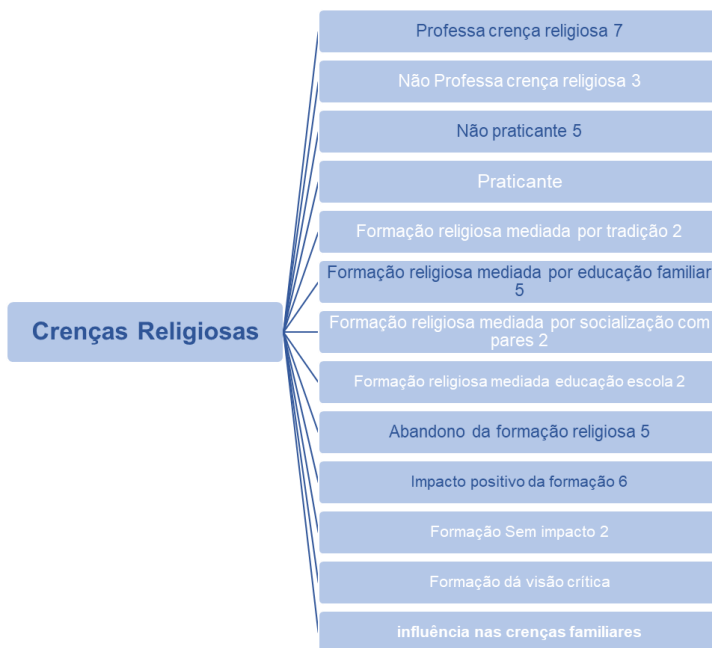 Crenças Religiosas
Professa crença religiosa 7
Não Professa crença religiosa 3
Não praticante 5
Praticante
Formação religiosa mediada por tradição 2
Formação religiosa mediada por educação familiar
5
Formação religiosa mediada por socialização com
pares 2
Formação religiosa mediada educação escola 2
Abandono da formação religiosa 5
Impacto positivo da formação 6
Formação Sem impacto 2
Formação dá visão crítica
influência nas crenças familiares